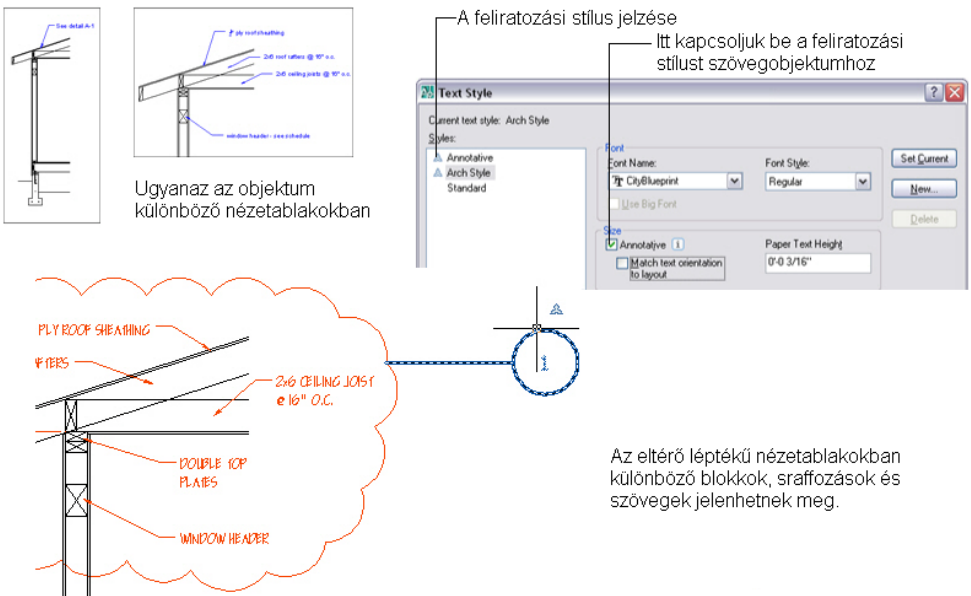 See detail A-1
ply roof sheathing
2x6 roof rafters @ 16" o.c.
2x6 ceiling joists @ 16" o.c.
window header - see schedule
Ugyanaz az objektum
különböző nézetablakokban
A feliratozási stílus jelzése
Itt kapcsoljuk be a feliratozási
stílust szövegobjektumhoz
Text Style
Current text style: Arch Style
Styles:
Annotative
Arch Style
Standard
Font
Font Name:
Font Style:
CityBlueprint
Regular
Use Big Font
Size
Annotative
Match text orientation
to layout
Paper Text Height
0'-0 3/16"
Set Current
New...
Delete
PLY ROOF SHEATHING
FTERS
2x6 CEILING JOIST
@ 16" O.C.
DOUBLE TOP
PLATES
WINDOW HEADER
1
Az eltérő léptékű nézetablakokban
különböző blokkok, sraffozások és
szövegek jelenhetnek meg.